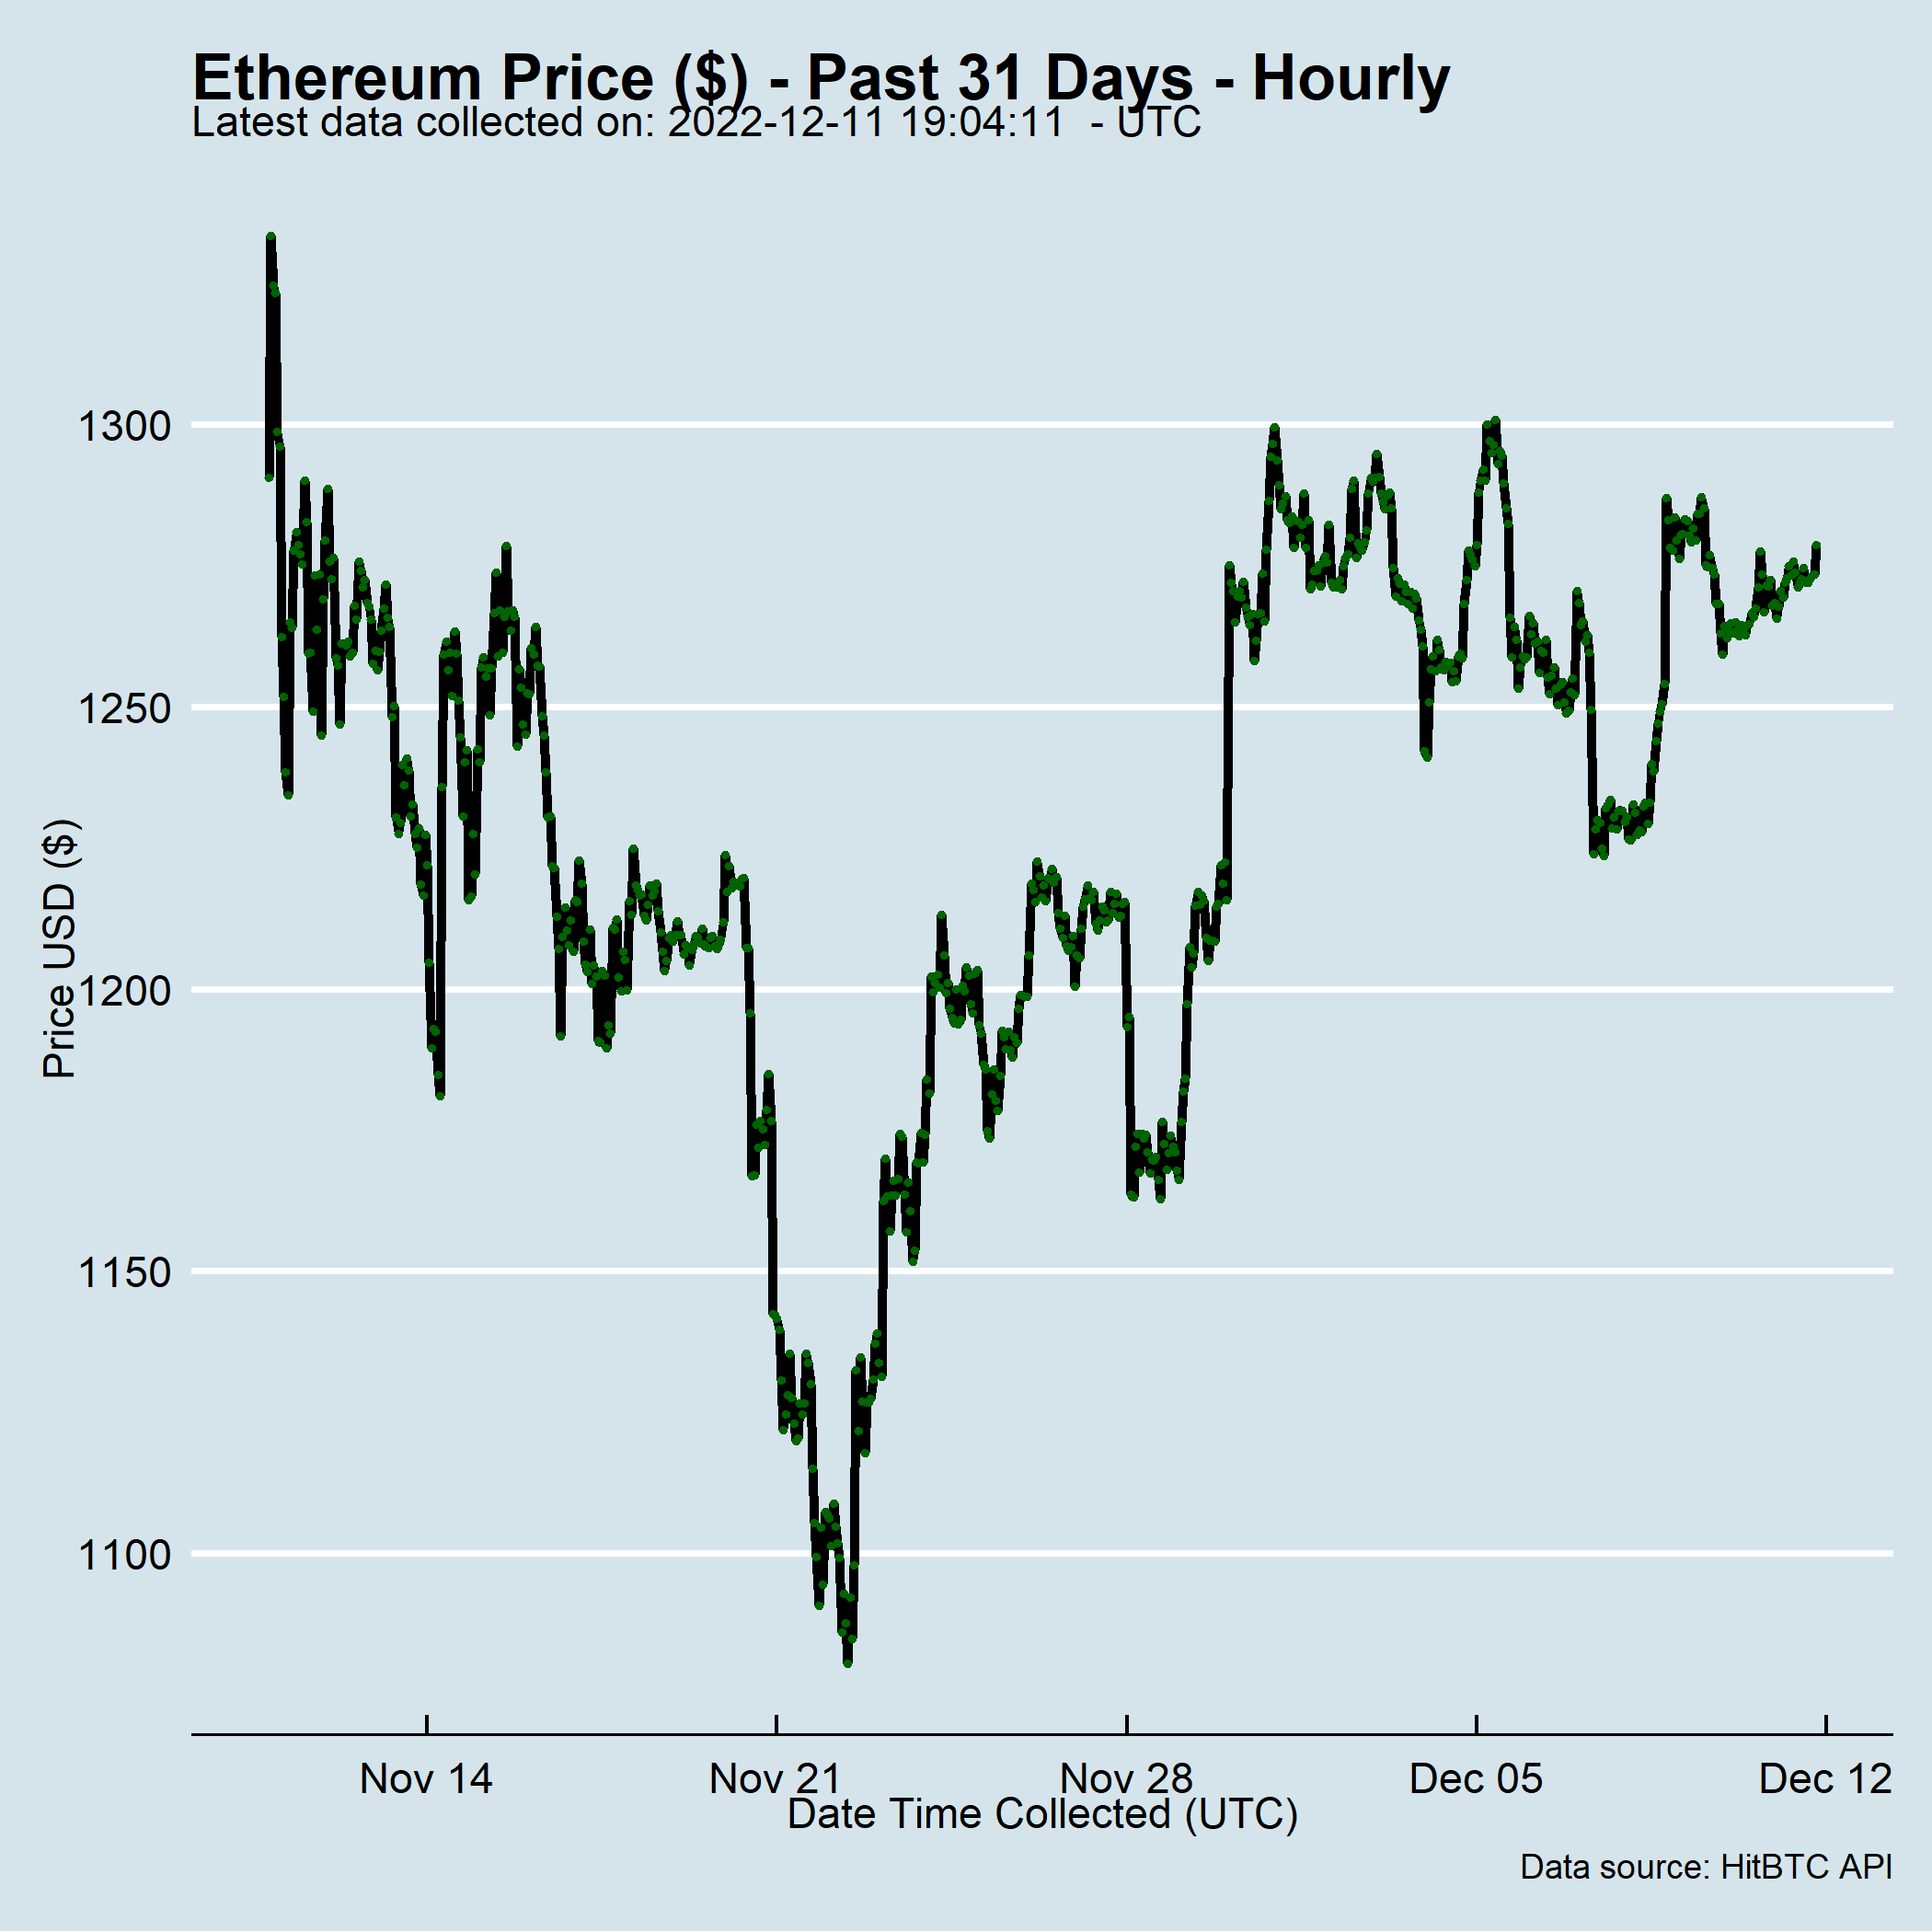 Ethereum Price ($) - Past 31 Days - Hourly
Latest data collected on: 2022-12-11 19:04:11  - UTC
Price USD ($)
1300
1250
1200
1150
1100
Nov 14
Nov 21
Nov 28
Dec 05
Dec 12
Date Time Collected (UTC)
Data source: HitBTC API